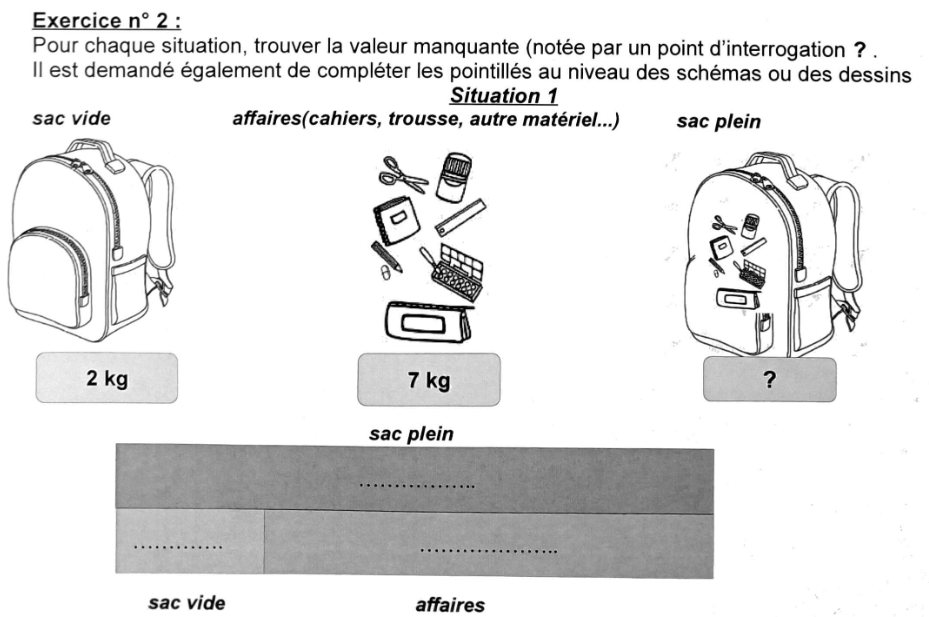 Exercice n° 2 :
Pour chaque situation, trouver la valeur manquante (notée par un point d'interrogation ? .
Il est demandé également de compléter les pointillés au niveau des schémas ou des dessins
Situation 1
sac vide affaires(cahiers, trousse, autre matériel...) sac plein
2 kg 7 kg ?
sac plein
..................
.............. ......................
sac vide affaires